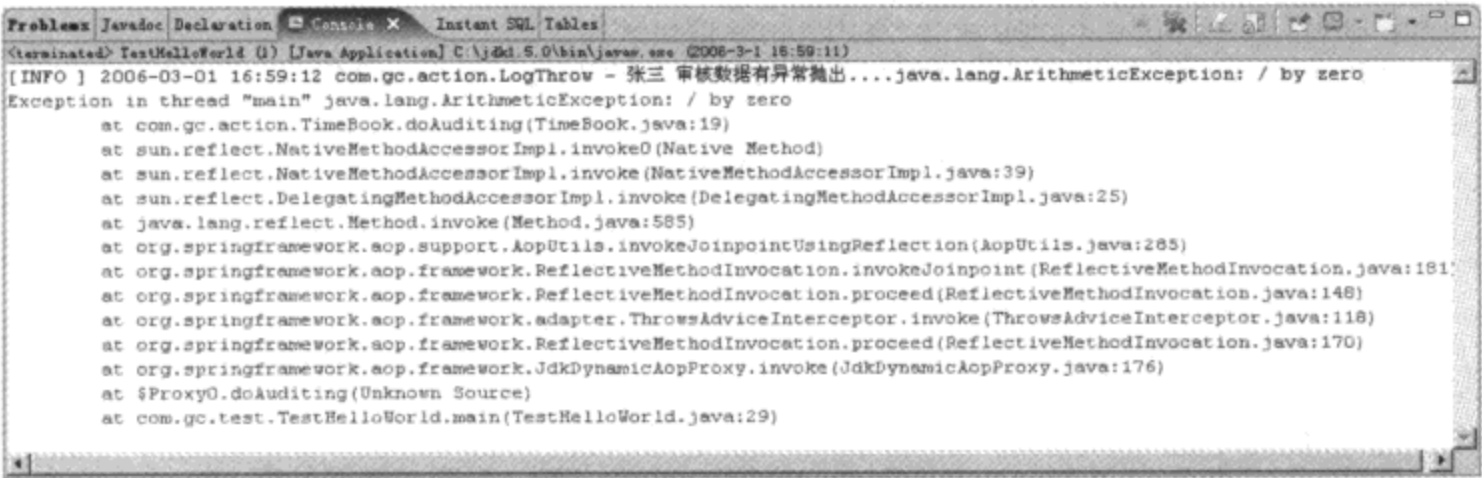 Problems Javadoc Declaration Console Instant SQL Tables
<terminated> TestHelloWorld (1) [Java Application] C:\jdk1.5.0\bin\javaw.exe (2006-3-1 16:59:11)
[INFO ] 2006-03-01 16:59:12 com.gc.action.LogThrow - 张三 审核数据有异常抛出....java.lang.ArithmeticException: / by zero
Exception in thread "main" java.lang.ArithmeticException: / by zero
at com.gc.action.TimeBook.doAuditing(TimeBook.java:19)
at sun.reflect.NativeMethodAccessorImpl.invoke0(Native Method)
at sun.reflect.NativeMethodAccessorImpl.invoke(NativeMethodAccessorImpl.java:39)
at sun.reflect.DelegatingMethodAccessorImpl.invoke(DelegatingMethodAccessorImpl.java:25)
at java.lang.reflect.Method.invoke(Method.java:585)
at org.springframework.aop.support.AopUtils.invokeJoinpointUsingReflection(AopUtils.java:285)
at org.springframework.aop.framework.ReflectiveMethodInvocation.invokeJoinpoint(ReflectiveMethodInvocation.java:181)
at org.springframework.aop.framework.ReflectiveMethodInvocation.proceed(ReflectiveMethodInvocation.java:148)
at org.springframework.aop.framework.adapter.ThrowsAdviceInterceptor.invoke(ThrowsAdviceInterceptor.java:118)
at org.springframework.aop.framework.ReflectiveMethodInvocation.proceed(ReflectiveMethodInvocation.java:170)
at org.springframework.aop.framework.JdkDynamicAopProxy.invoke(JdkDynamicAopProxy.java:176)
at $Proxy0.doAuditing(Unknown Source)
at com.gc.test.TestHelloWorld.main(TestHelloWorld.java:29)